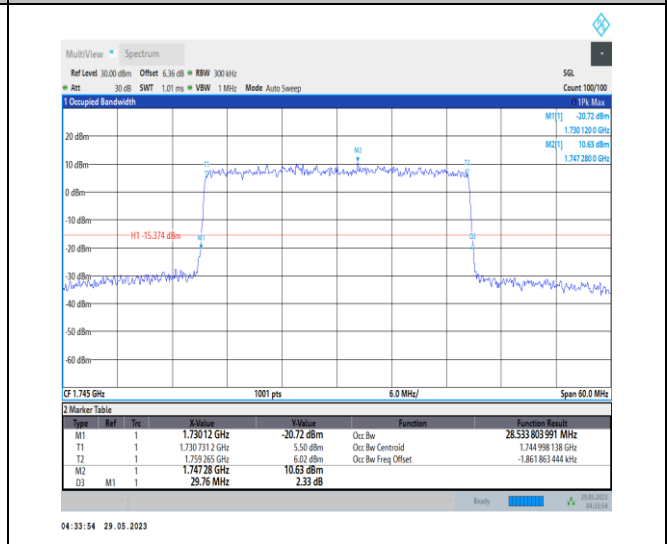 MultiView Spectrum
Ref Level 30.00 dBm Offset 6.36 dB RBW 300 kHz SGL
Att 30 dB SWT 1.01 ms VBW 1 MHz Mode Auto Sweep Count 100/100
1 Occupied Bandwidth 1Pk Max
M1[1] -20.72 dBm
1.730 120 0 GHz
M2[1] 10.63 dBm
1.747 280 0 GHz
20 dBm
M2
T1 T2
10 dBm
0 dBm
-10 dBm
H1 -15.374 dBm
M1 D3
-20 dBm
-30 dBm
-40 dBm
-50 dBm
-60 dBm
CF 1.745 GHz 1001 pts 6.0 MHz/ Span 60.0 MHz
2 Marker Table
Type Ref Trc X-Value Y-Value Function Function Result
M1 1 1.73012 GHz -20.72 dBm Occ Bw 28.533 803 991 MHz
T1 1 1.730 731 2 GHz 5.50 dBm Occ Bw Centroid 1.744 998 138 GHz
T2 1 1.759 265 GHz 6.02 dBm Occ Bw Freq Offset -1.861 863 444 kHz
M2 1 1.74728 GHz 10.63 dBm
D3 M1 1 29.76 MHz 2.33 dB
Ready 29.05.2023
04:33:54
04:33:54 29.05.2023